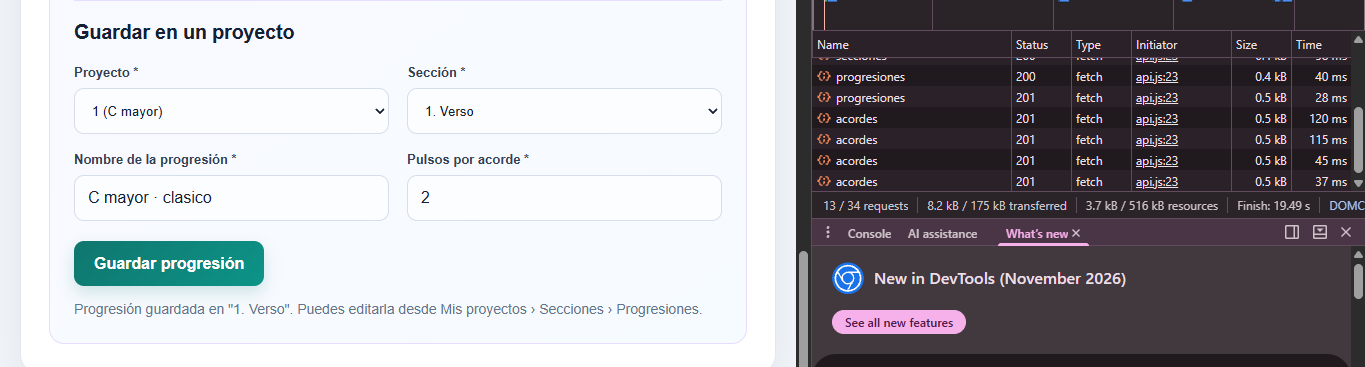 Guardar en un proyecto
Proyecto * Sección *
1 (C mayor) 1. Verso
Nombre de la progresión * Pulsos por acorde *
C mayor · clasico 2
Guardar progresión
Progresión guardada en "1. Verso". Puedes editarla desde Mis proyectos › Secciones › Progresiones.
Name Status Type Initiator Size Time
progresiones 200 fetch api.js:23 0.4 kB 40 ms
progresiones 201 fetch api.js:23 0.5 kB 28 ms
acordes 201 fetch api.js:23 0.5 kB 120 ms
acordes 201 fetch api.js:23 0.5 kB 115 ms
acordes 201 fetch api.js:23 0.5 kB 45 ms
acordes 201 fetch api.js:23 0.5 kB 37 ms
13 / 34 requests 8.2 kB / 175 kB transferred 3.7 kB / 516 kB resources Finish: 19.49 s DOMC
Console AI assistance What's new
New in DevTools (November 2026)
See all new features